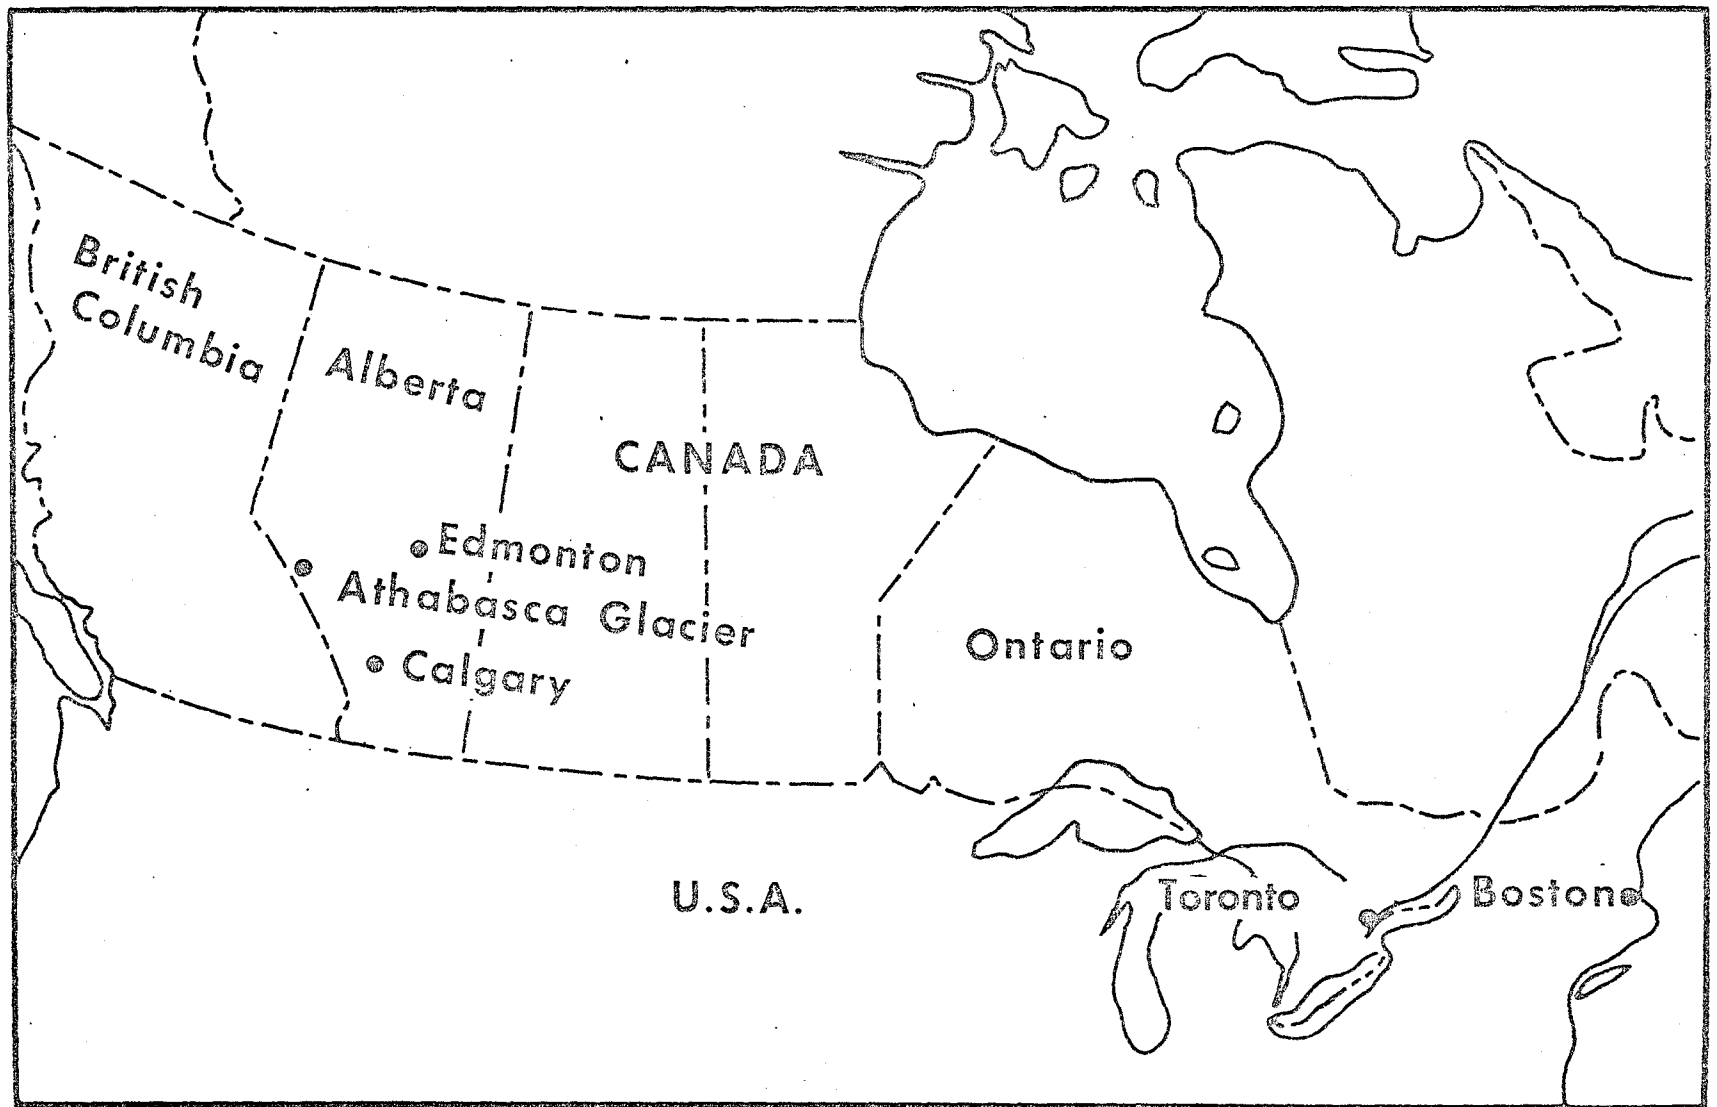 British
Columbia
Alberta
CANADA
Edmonton
Athabasca Glacier
Calgary
Ontario
U.S.A.
Toronto
Boston